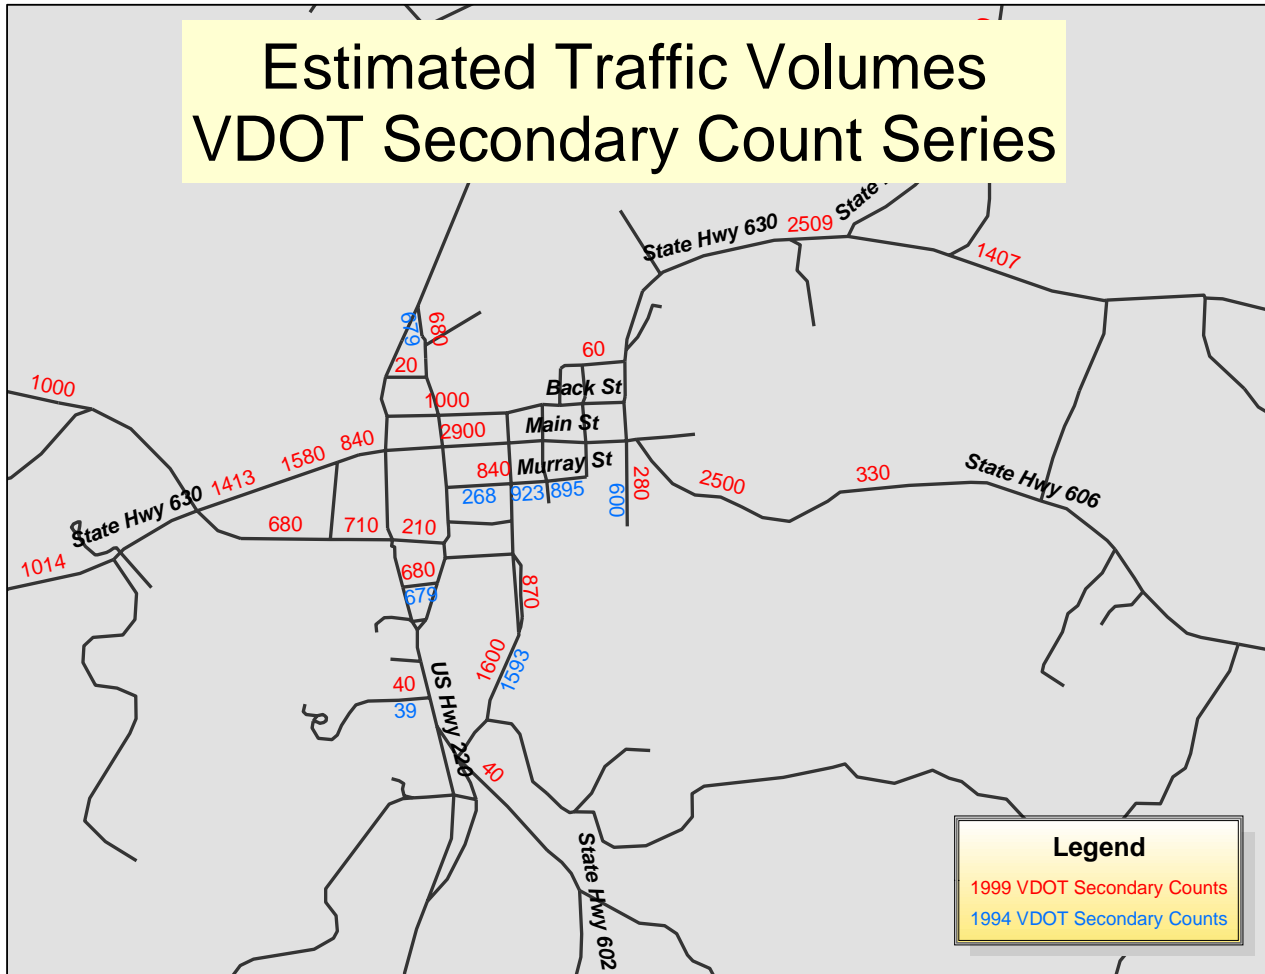 Estimated Traffic Volumes
VDOT Secondary Count Series
State
State Hwy 630
2509
1407
679
680
60
20
1000
Back St
1000
Main St
2900
840
1580
1413
State Hwy 630
Murray St
840
268
923
895
600
280
2500
330
State Hwy 606
680
710
210
1014
680
679
870
1600
1593
40
39
US Hwy 220
40
State Hwy 602
Legend
1999 VDOT Secondary Counts
1994 VDOT Secondary Counts